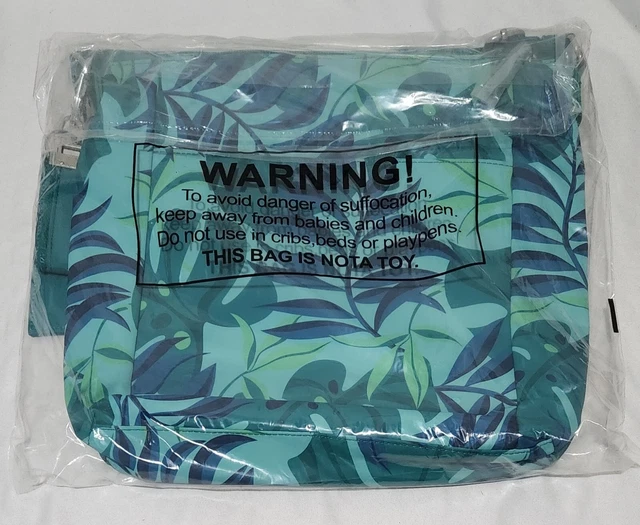 WARNING!
To avoid danger of suffocation,
keep away from babies and children.
Do not use in cribs,beds or playpens.
THIS BAG IS NOTA TOY.